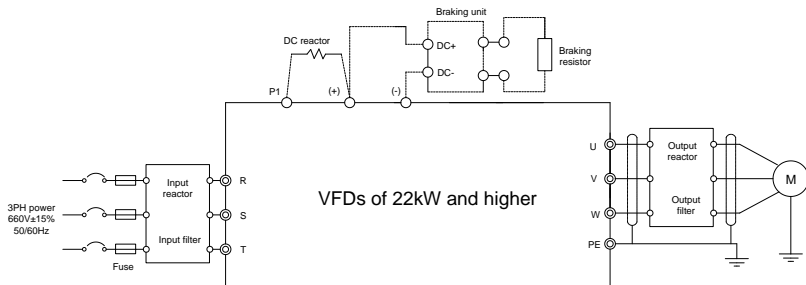 Braking unit
DC reactor
DC+
DC-
Braking
resistor
P1
(+)
(-)
3PH power
660V±15%
50/60Hz
Fuse
Input
reactor
Input filter
R
S
T
VFDs of 22kW and higher
U
V
W
PE
Output
reactor
Output
filter
M